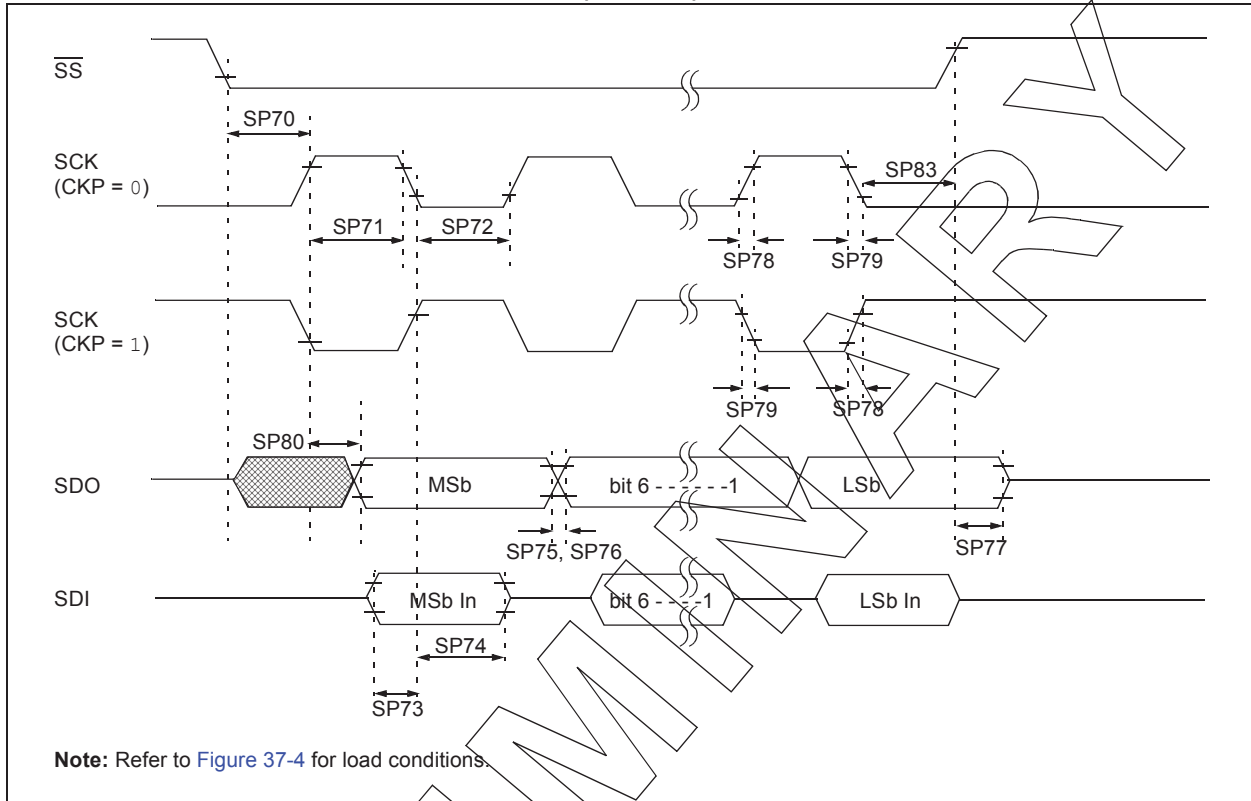 SS
SP70
SCK
(CKP = 0)
SP83
SP71
SP72
SP78
SP79
SCK
(CKP = 1)
SP79
SP78
SP80
SDO
MSb
bit 6 - - - - - -1
LSb
SP75, SP76
SP77
SDI
MSb In
bit 6 - - - -1
LSb In
SP74
SP73
Note: Refer to Figure 37-4 for load conditions.
MINARY